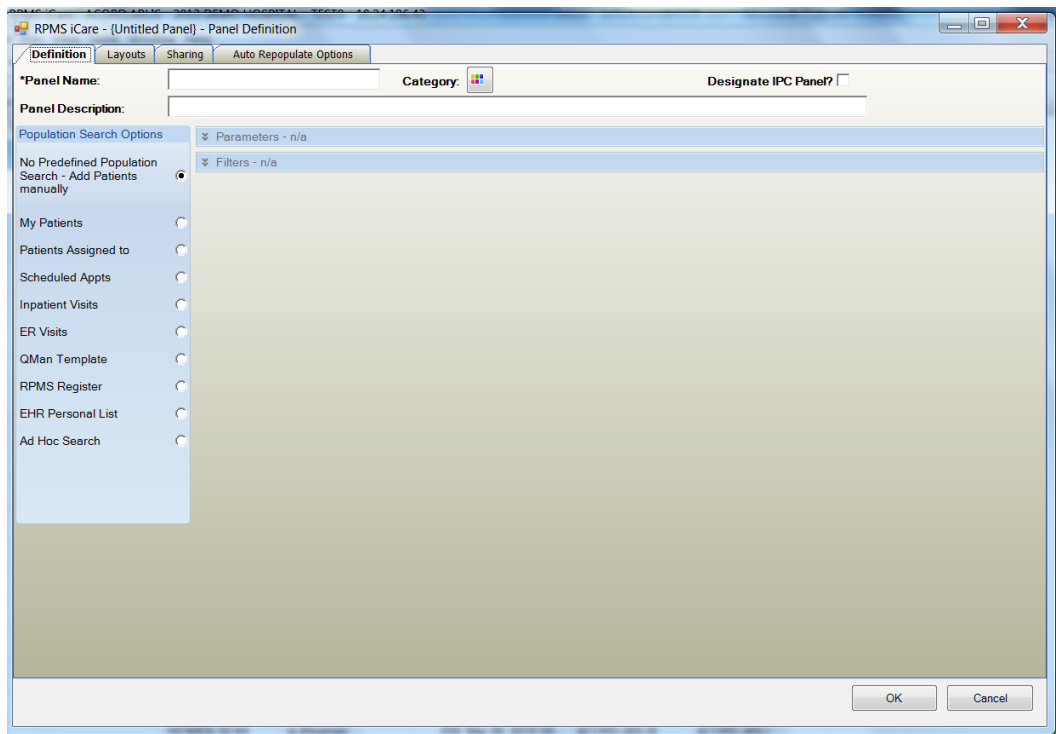 RPMS iCare - {Untitled Panel} - Panel Definition
Definition Layouts Sharing Auto Repopulate Options
*Panel Name: Category: Designate IPC Panel?
Panel Description:
Population Search Options
Parameters - n/a
Filters - n/a
No Predefined Population
Search - Add Patients
manually
My Patients
Patients Assigned to
Scheduled Appts
Inpatient Visits
ER Visits
QMan Template
RPMS Register
EHR Personal List
Ad Hoc Search
OK Cancel